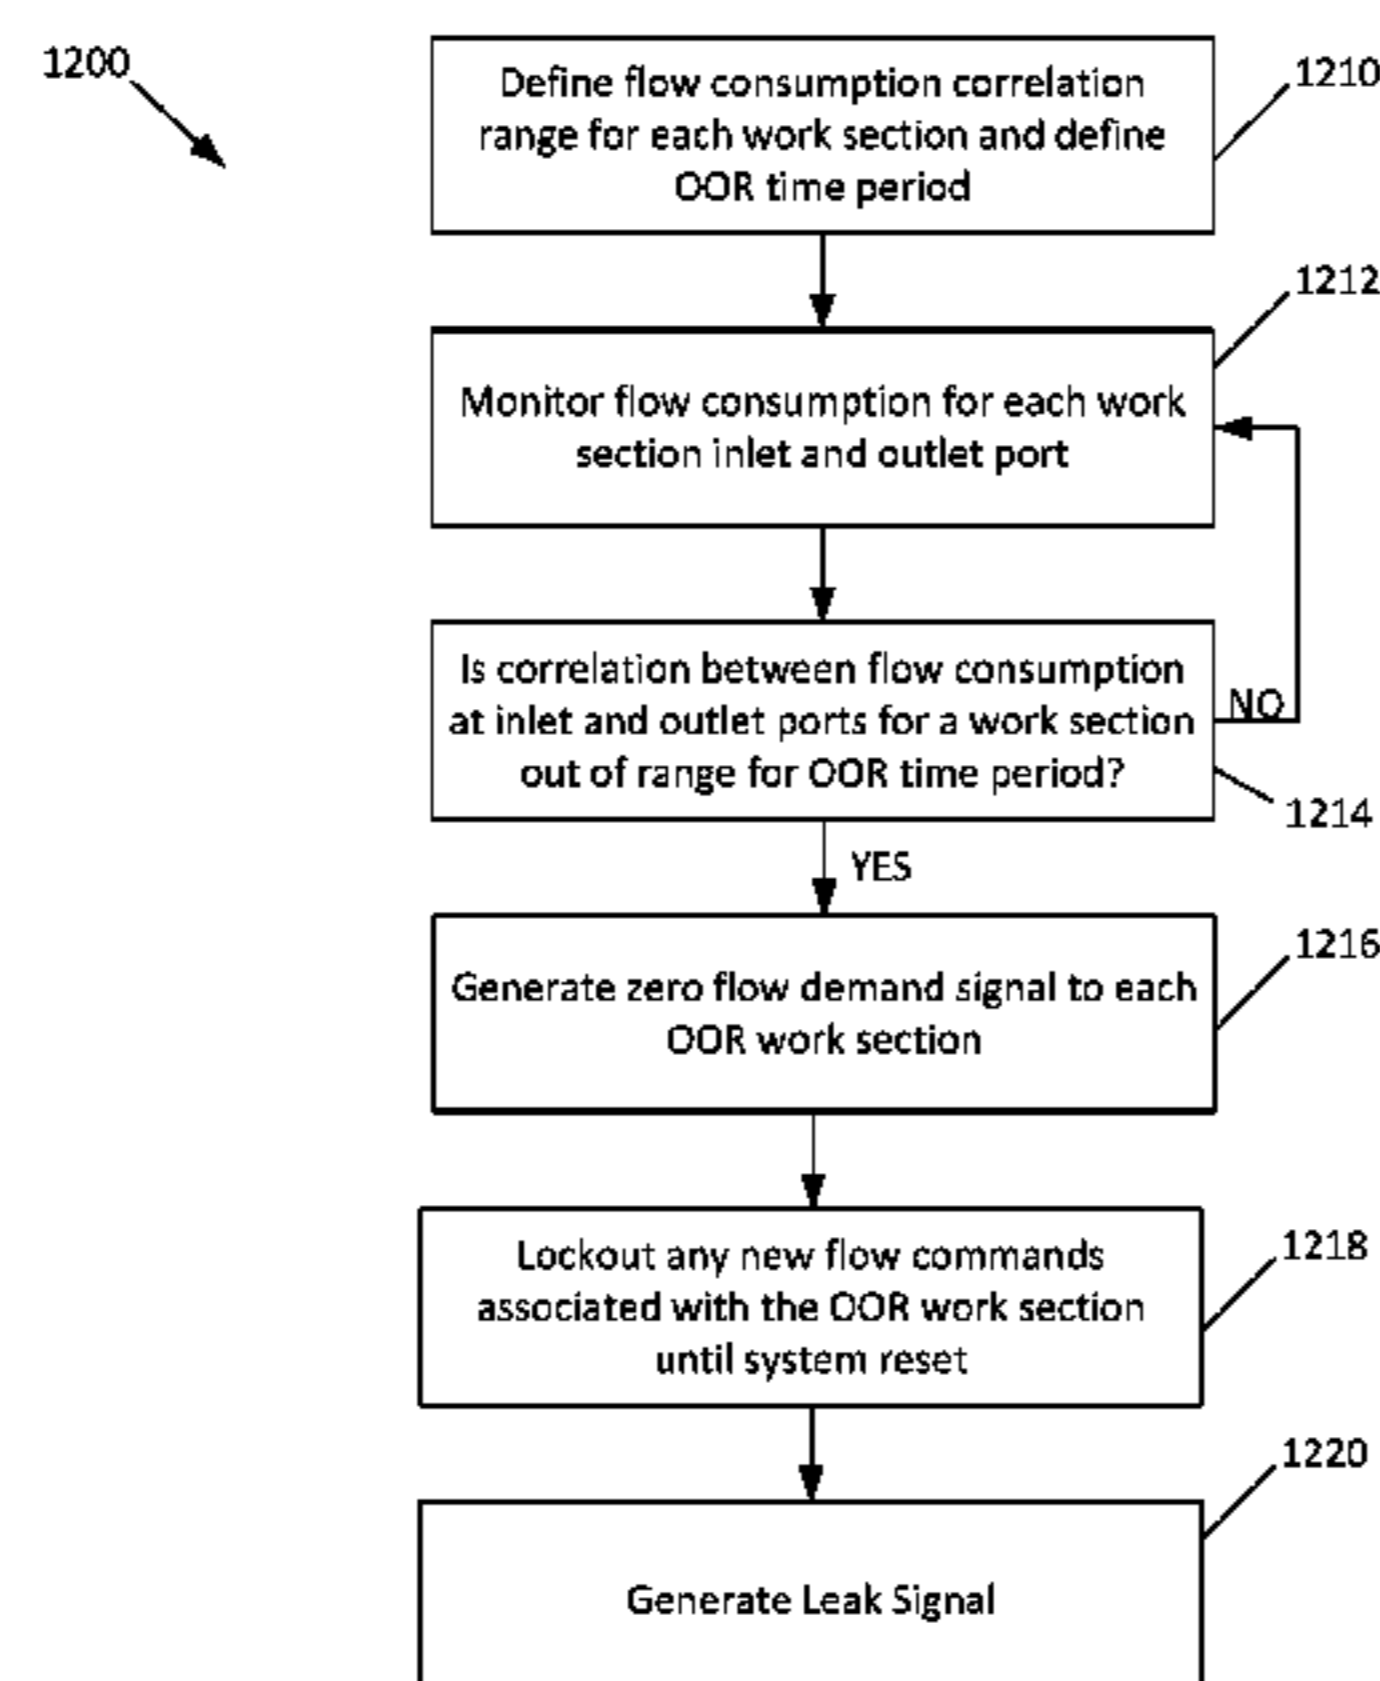 1200
Define flow consumption correlation
range for each work section and define
OOR time period
1210
1212
Monitor flow consumption for each work
section inlet and outlet port
Is correlation between flow consumption
at inlet and outlet ports for a work section
out of range for OOR time period?
NO
1214
YES
1216
Generate zero flow demand signal to each
OOR work section
1218
Lockout any new flow commands
associated with the OOR work section
until system reset
1220
Generate Leak Signal